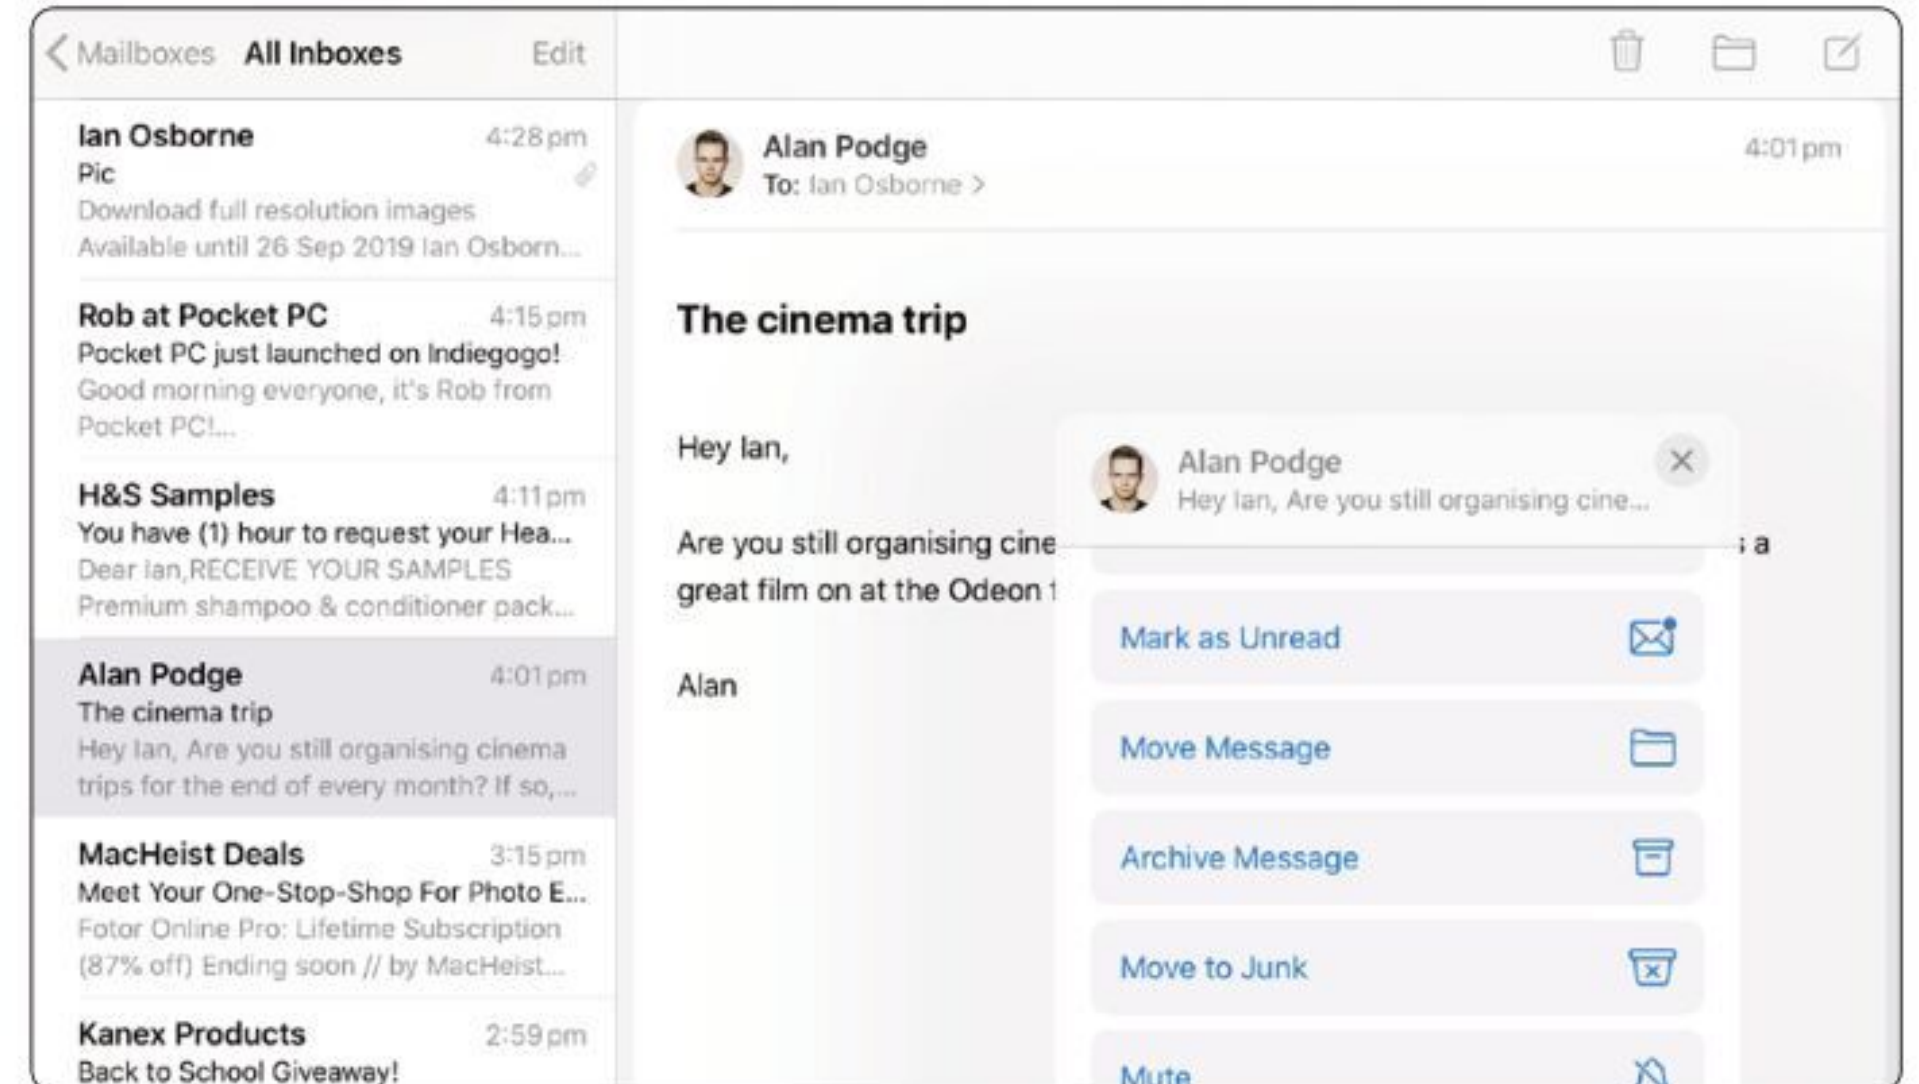 Mailboxes All Inboxes Edit
Ian Osborne 4:28pm
Pic
Download full resolution images
Available until 26 Sep 2019 Ian Osborn...
Rob at Pocket PC 4:15pm
Pocket PC just launched on Indiegogo!
Good morning everyone, it's Rob from
Pocket PC!...
H&S Samples 4:11pm
You have (1) hour to request your Hea...
Dear Ian,RECEIVE YOUR SAMPLES
Premium shampoo & conditioner pack...
Alan Podge 4:01pm
The cinema trip
Hey Ian, Are you still organising cinema
trips for the end of every month? If so,...
MacHeist Deals 3:15pm
Meet Your One-Stop-Shop For Photo E...
Fotor Online Pro: Lifetime Subscription
(87% off) Ending soon // by MacHeist...
Kanex Products 2:59pm
Back to School Giveaway!
Alan Podge 4:01pm
To: Ian Osborne >
The cinema trip
Hey Ian,
Are you still organising cine s a
great film on at the Odeon
Alan
Alan Podge
Hey Ian, Are you still organising cine...
Mark as Unread
Move Message
Archive Message
Move to Junk
Mute